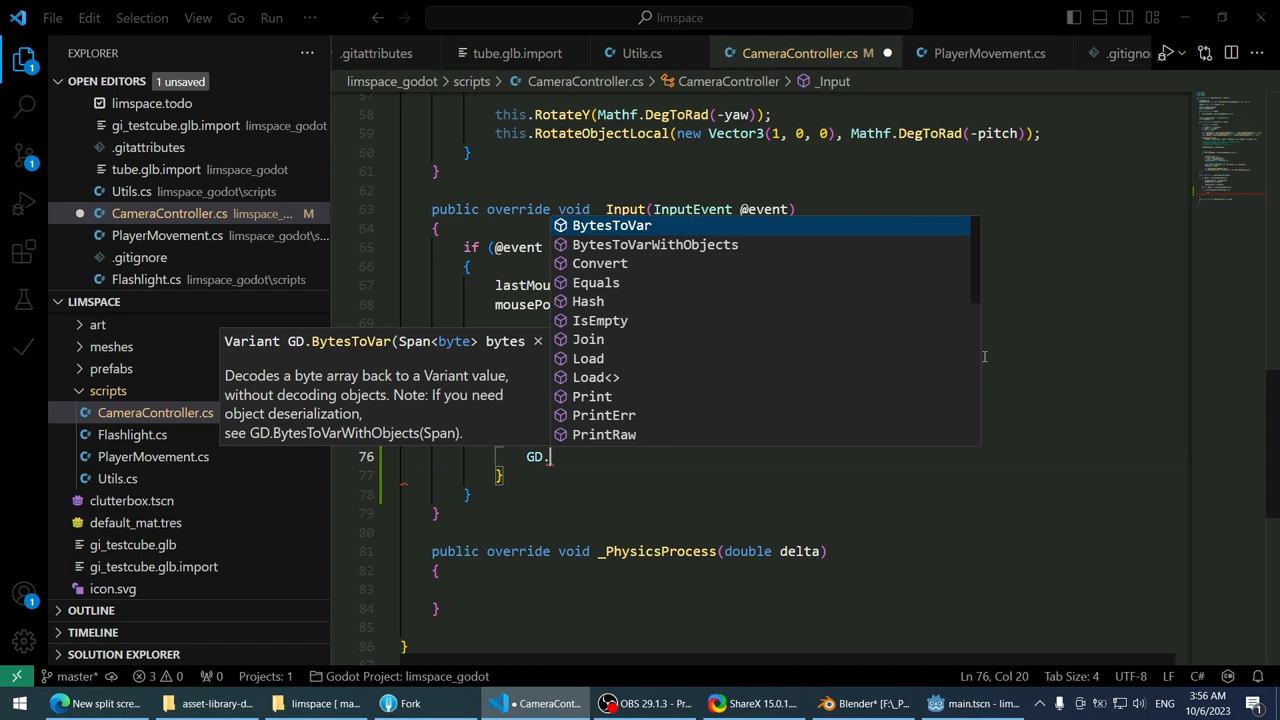 File Edit Selection View Go Run ··· limspace
EXPLORER
OPEN EDITORS 1 unsaved
limspace.todo
gi_testcube.glb.import limspace_godot
.gitattributes
tube.glb.import limspace_godot
Utils.cs limspace_godot\scripts
CameraController.cs limspace_... M
PlayerMovement.cs limspace_godot\s...
.gitignore
Flashlight.cs limspace_godot\scripts
LIMSPACE
art
meshes
prefabs
scripts
CameraController.cs
Flashlight.cs
PlayerMovement.cs
Utils.cs
clutterbox.tscn
default_mat.tres
gi_testcube.glb
gi_testcube.glb.import
icon.svg
OUTLINE
TIMELINE
SOLUTION EXPLORER
.gitattributes tube.glb.import Utils.cs CameraController.cs M PlayerMovement.cs .gitigno
limspace_godot > scripts > CameraController.cs > CameraController > _Input
57
58 s.RotateY(Mathf.DegToRad(-yaw));
59 s.RotateObjectLocal(new Vector3(1, 0, 0), Mathf.DegToRad(-pitch));
60 }
61 }
62
63 public override void _Input(InputEvent @event)
64 {
65 if (@event
66 {
67 lastMou
68 mousePo
69
BytesToVar
BytesToVarWithObjects
Convert
Equals
Hash
IsEmpty
Join
Load
Load<>
Print
PrintErr
PrintRaw
Variant GD.BytesToVar(Span<byte> bytes
Decodes a byte array back to a Variant value,
without decoding objects. Note: If you need
object deserialization,
see GD.BytesToVarWithObjects(Span).
76 GD.
77 }
78 }
79 }
80
81 public override void _PhysicsProcess(double delta)
82 {
83
84 }
85
86 }
master* 3 0 0 Projects: 1 Godot Project: limspace_godot Ln 76, Col 20 Tab Size: 4 UTF-8 LF C#
New split scre... asset-library-d... limspace [ ma... Fork • CameraCont... OBS 29.1.3 - Pr... ShareX 15.0.1... Blender* [F:\_P... main.tscn - lim... ENG 3:56 AM
10/6/2023